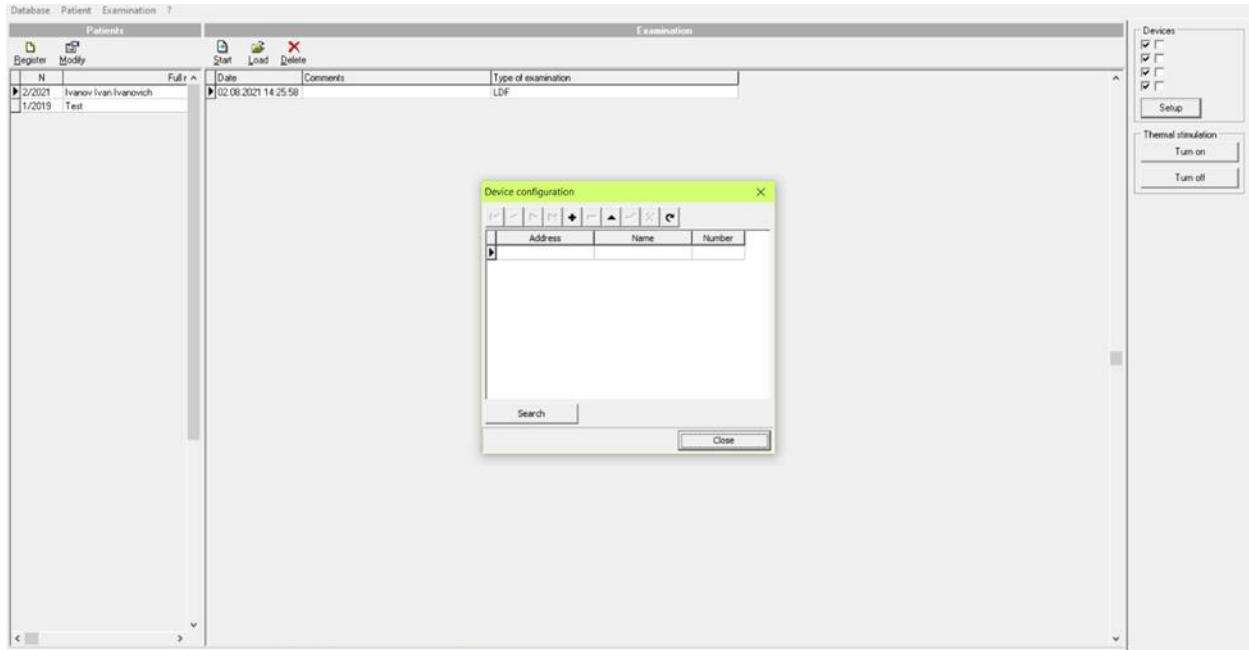 Database Patient Examination ?
Patients Examination
Register Modify
Start Load Delete
N Full r
2/2021 Ivanov Ivan Ivanovich
1/2019 Test
Date Comments Type of examination
02.08.2021 14:25:58 LDF
Device configuration
Address Name Number
Search
Close
Devices
Setup
Thermal stimulation
Turn on
Turn off